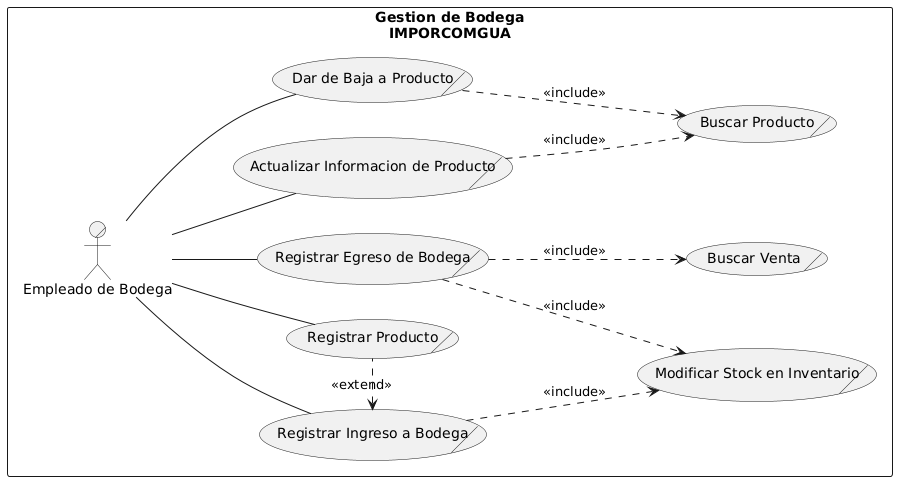 Gestion de Bodega
IMPORCOMGUA
Dar de Baja a Producto
<<include>>
Buscar Producto
<<include>>
Actualizar Informacion de Producto
Registrar Egreso de Bodega
<<include>>
Buscar Venta
Empleado de Bodega
<<include>>
Registrar Producto
Modificar Stock en Inventario
<<extemd>>
<<include>>
Registrar Ingreso a Bodega